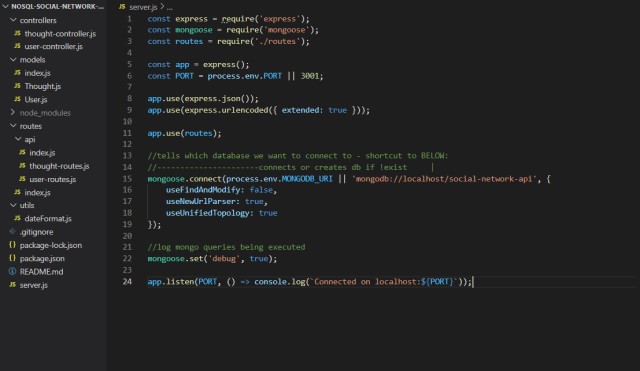 NOSQL-SOCIAL-NETWORK-...
controllers
JS thought-controller.js
JS user-controller.js
models
JS index.js
JS Thought.js
JS User.js
node_modules
routes
api
JS index.js
JS thought-routes.js
JS user-routes.js
JS index.js
utils
JS dateFormat.js
.gitignore
{} package-lock.json
{} package.json
README.md
JS server.js
JS server.js > ...
1 const express = require('express');
2 const mongoose = require('mongoose');
3 const routes = require('./routes');
4
5 const app = express();
6 const PORT = process.env.PORT || 3001;
7
8 app.use(express.json());
9 app.use(express.urlencoded({ extended: true }));
10
11 app.use(routes);
12
13 //tells which database we want to connect to - shortcut to BELOW:
14 //----------------------connects or creates db if !exist |
15 mongoose.connect(process.env.MONGODB_URI || 'mongodb://localhost/social-network-api', {
16 useFindAndModify: false,
17 useNewUrlParser: true,
18 useUnifiedTopology: true
19 });
20
21 //log mongo queries being executed
22 mongoose.set('debug', true);
23
24 app.listen(PORT, () => console.log(`Connected on localhost:${PORT}`));